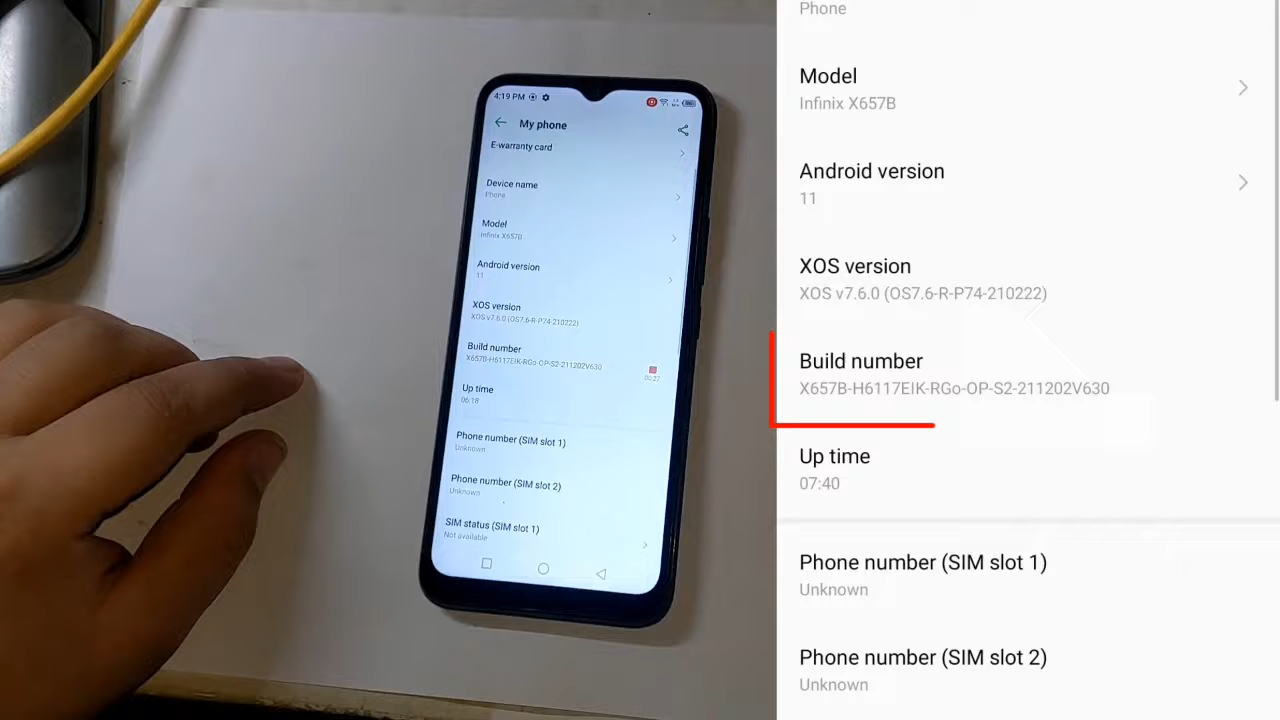 4:19 PM
My phone
E-warranty card
Device name
Phone
Model
Infinix X657B
Android version
11
XOS version
XOS v7.6.0 (OS7.6-R-P74-210222)
Build number
X657B-H6117EIK-RGo-OP-S2-211202V630
00:27
Up time
06:18
Phone number (SIM slot 1)
Unknown
Phone number (SIM slot 2)
Unknown
SIM status (SIM slot 1)
Not available
Phone
Model
Infinix X657B
Android version
11
XOS version
XOS v7.6.0 (OS7.6-R-P74-210222)
Build number
X657B-H6117EIK-RGo-OP-S2-211202V630
Up time
07:40
Phone number (SIM slot 1)
Unknown
Phone number (SIM slot 2)
Unknown